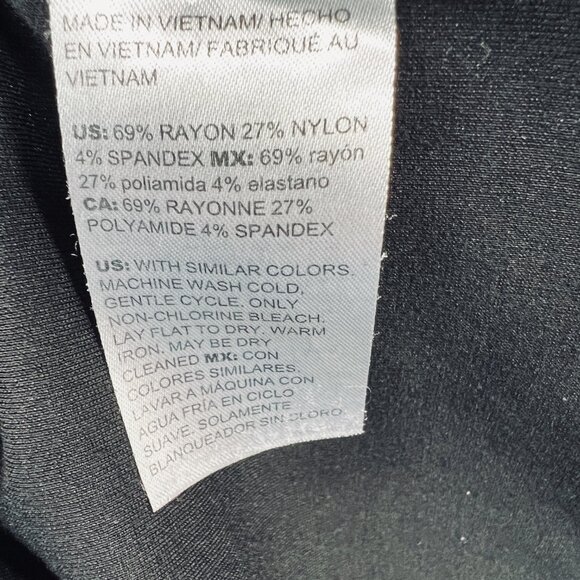 MADE IN VIETNAM/ HECHO
EN VIETNAM/ FABRIQUÉ AU
VIETNAM
US: 69% RAYON 27% NYLON
4% SPANDEX MX: 69% rayón
27% poliamida 4% elastano
CA: 69% RAYONNE 27%
POLYAMIDE 4% SPANDEX
US: WITH SIMILAR COLORS.
MACHINE WASH COLD,
GENTLE CYCLE. ONLY
NON-CHLORINE BLEACH.
LAY FLAT TO DRY. WARM
IRON. MAY BE DRY
CLEANED MX: CON
COLORES SIMILARES.
LAVAR A MÁQUINA CON
AGUA FRÍA EN CICLO
SUAVE. SOLAMENTE
BLANQUEADOR SIN CLORO.